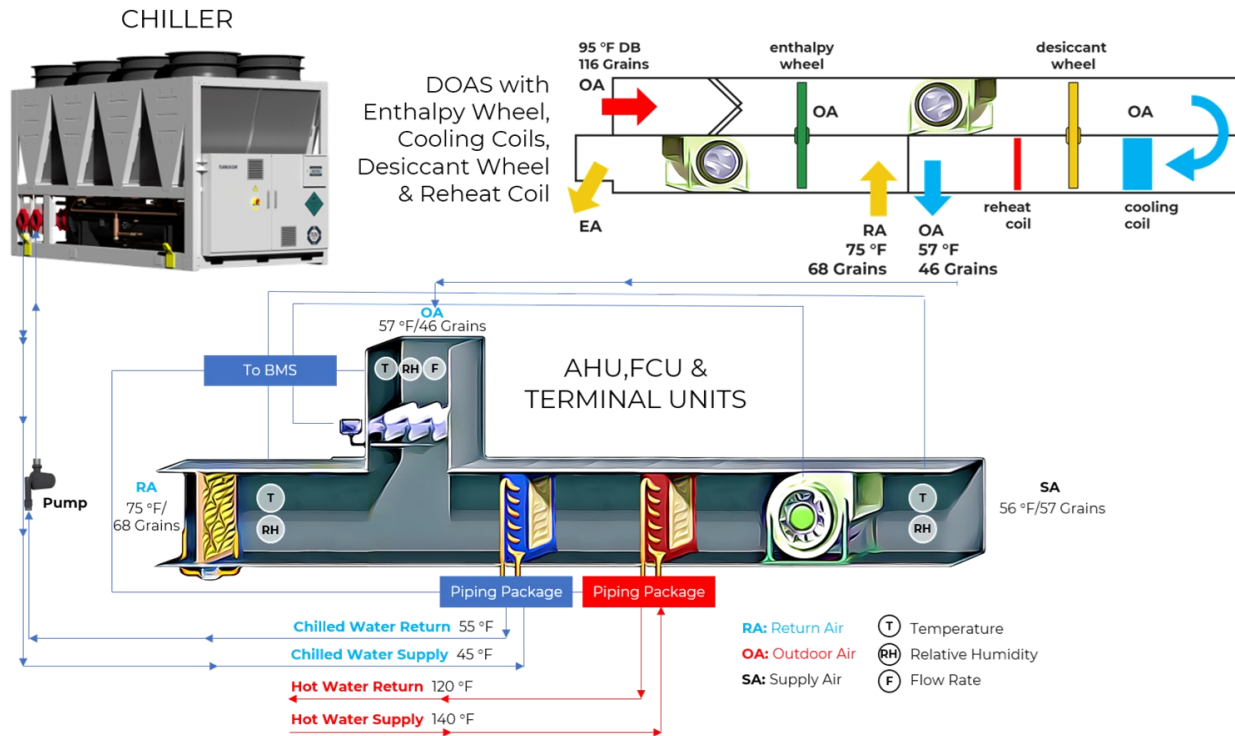 CHILLER
DOAS with
Enthalpy Wheel,
Cooling Coils,
Desiccant Wheel
& Reheat Coil
95 °F DB
116 Grains
OA
enthalpy
wheel
OA
desiccant
wheel
OA
EA
RA
75 °F
68 Grains
OA
57 °F
46 Grains
reheat
coil
cooling
coil
OA
57 °F/46 Grains
To BMS
T
RH
F
AHU,FCU &
TERMINAL UNITS
Pump
RA
75 °F/
68 Grains
T
RH
T
RH
SA
56 °F/57 Grains
Piping Package
Piping Package
Chilled Water Return 55 °F
Chilled Water Supply 45 °F
Hot Water Return 120 °F
Hot Water Supply 140 °F
RA: Return Air
T Temperature
OA: Outdoor Air
RH Relative Humidity
SA: Supply Air
F Flow Rate